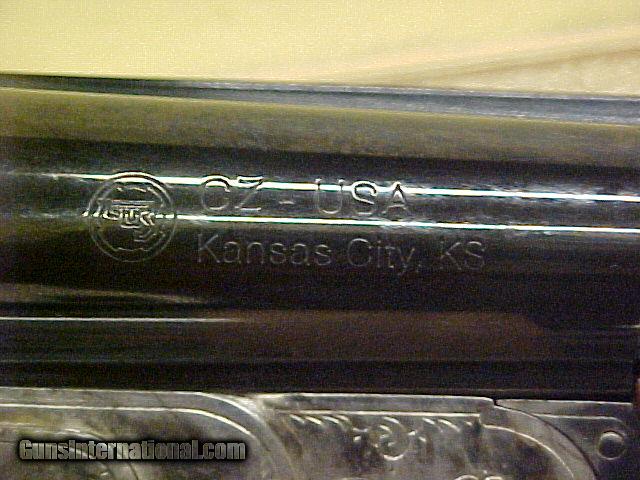 CZ - USA
Kansas City, KS
GunsInternational.com